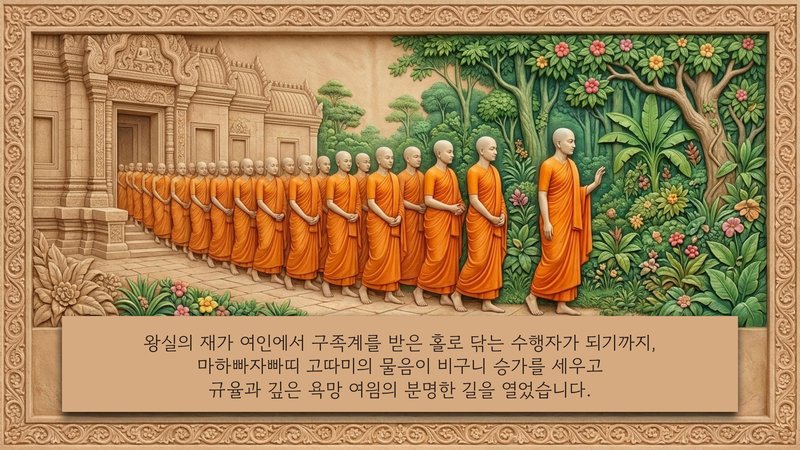 왕실의 재가 여인에서 구족계를 받은 홀로 닦는 수행자가 되기까지,
마하빠자빠띠 고따미의 물음이 비구니 승가를 세우고
규율과 깊은 욕망 여읨의 분명한 길을 열었습니다.